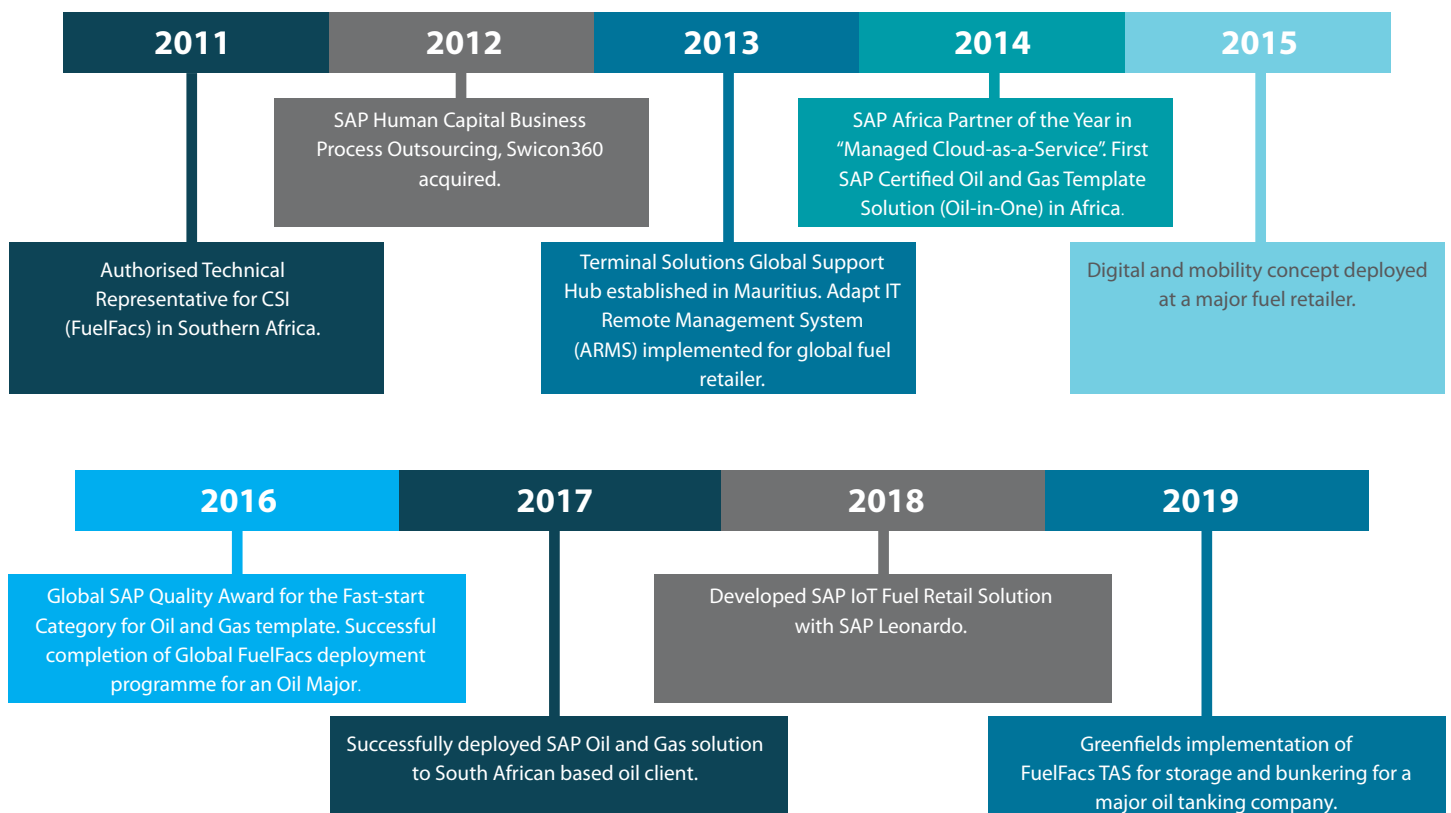 2011
2012
2013
2014
2015
SAP Human Capital Business
Process Outsourcing, Swicon360
acquired.
SAP Africa Partner of the Year in
“Managed Cloud-as-a-Service”. First
SAP Certified Oil and Gas Template
Solution (Oil-in-One) in Africa.
Authorised Technical
Representative for CSI
(FuelFacs) in Southern Africa.
Terminal Solutions Global Support
Hub established in Mauritius. Adapt IT
Remote Management System
(ARMS) implemented for global fuel
retailer.
Digital and mobility concept deployed
at a major fuel retailer.
2016
2017
2018
2019
Global SAP Quality Award for the Fast-start
Category for Oil and Gas template. Successful
completion of Global FuelFacs deployment
programme for an Oil Major.
Developed SAP IoT Fuel Retail Solution
with SAP Leonardo.
Successfully deployed SAP Oil and Gas solution
to South African based oil client.
Greenfields implementation of
FuelFacs TAS for storage and bunkering for a
major oil tanking company.